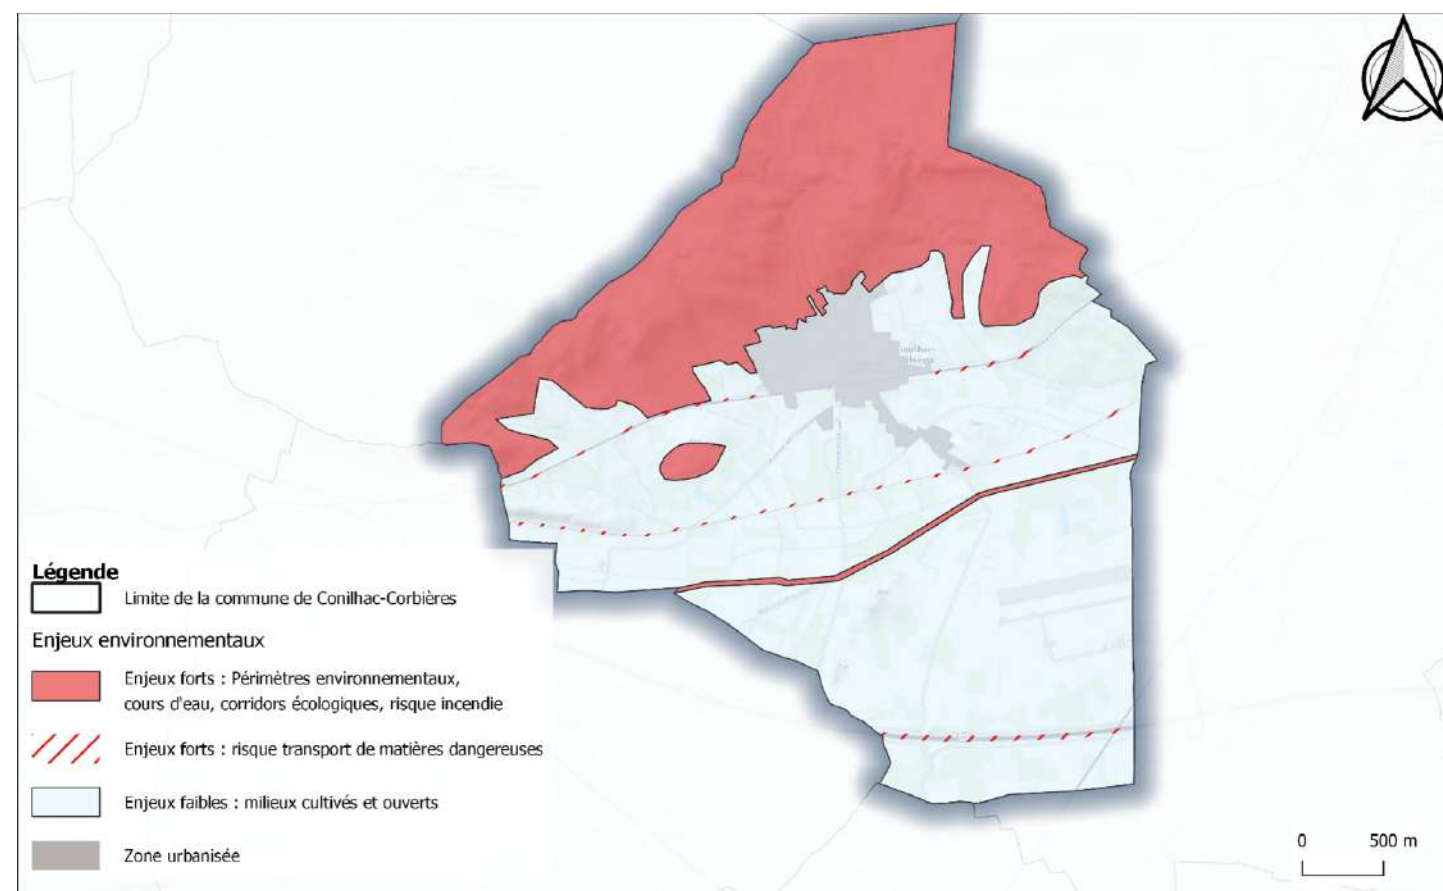 Légende
Limite de la commune de Conilhac-Corbières
Enjeux environnementaux
Enjeux forts : Périmètres environnementaux,
cours d'eau, corridors écologiques, risque incendie
Enjeux forts : risque transport de matières dangereuses
Enjeux faibles : milieux cultivés et ouverts
Zone urbanisée
0 500 m